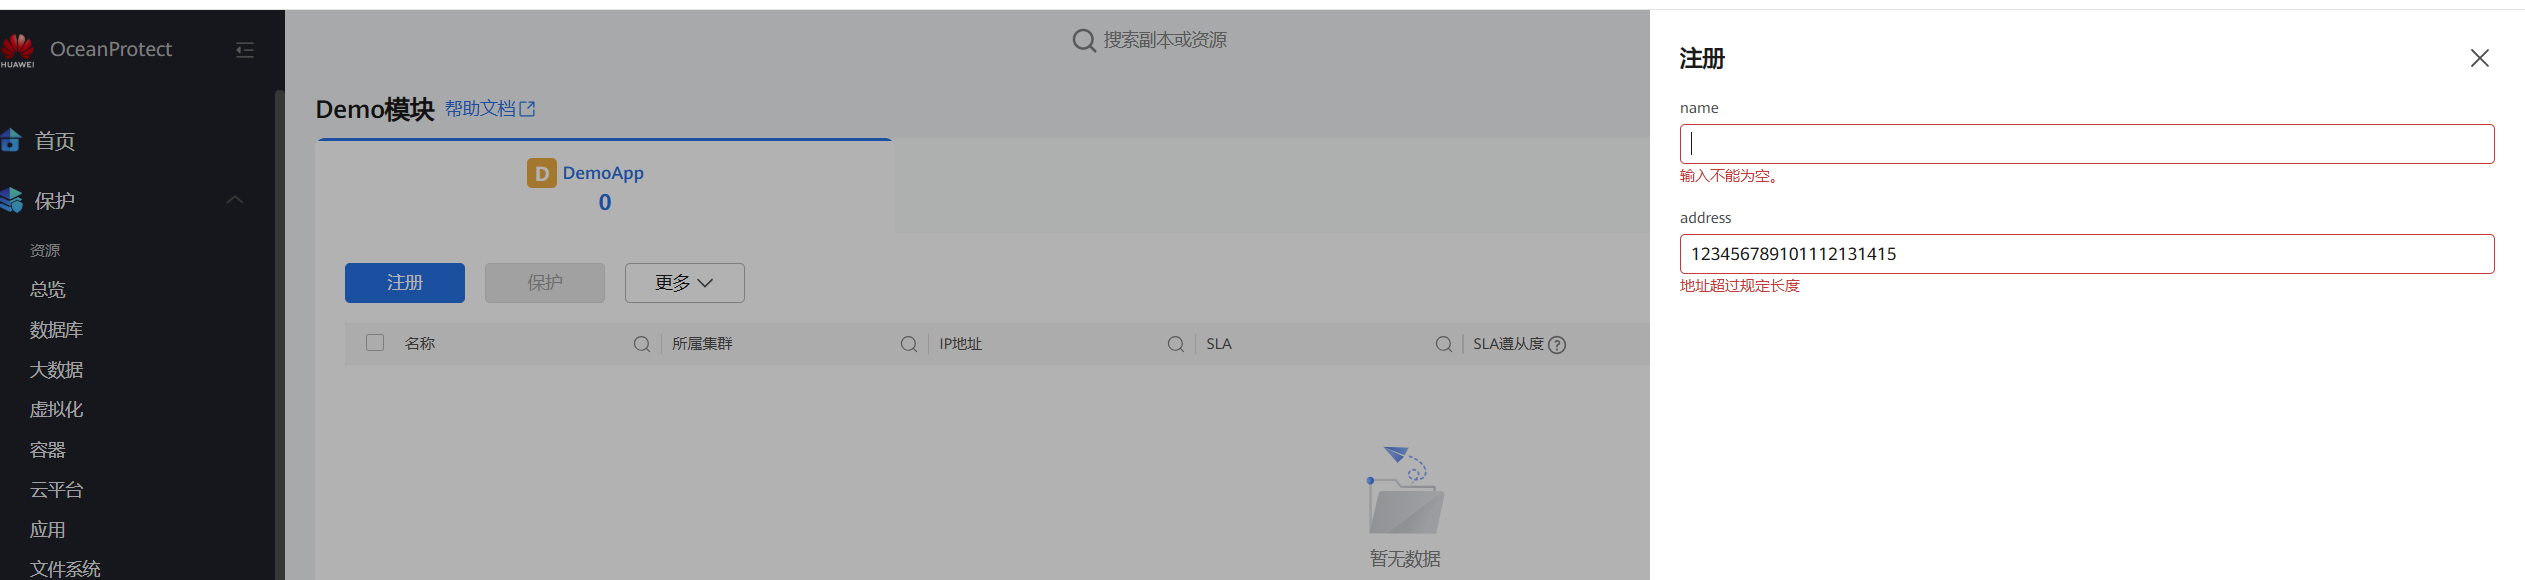 HUAWEI
OceanProtect
首页
保护
资源
总览
数据库
大数据
虚拟化
容器
云平台
应用
文件系统
搜索副本或资源
Demo模块 帮助文档
D DemoApp
0
注册 保护 更多
名称 所属集群 IP地址 SLA SLA遵从度
暂无数据
注册
name
输入不能为空。
address
123456789101112131415
地址超过规定长度